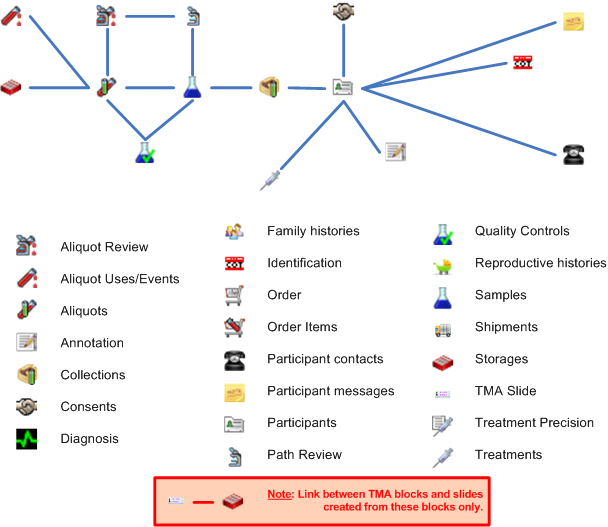 Aliquot Review
Aliquot Uses/Events
Aliquots
Annotation
Collections
Consents
Diagnosis
Family histories
Identification
Order
Order Items
Participant contacts
Participant messages
Participants
Path Review
Quality Controls
Reproductive histories
Samples
Shipments
Storages
TMA Slide
Treatment Precision
Treatments
Note: Link between TMA blocks and slides
created from these blocks only.